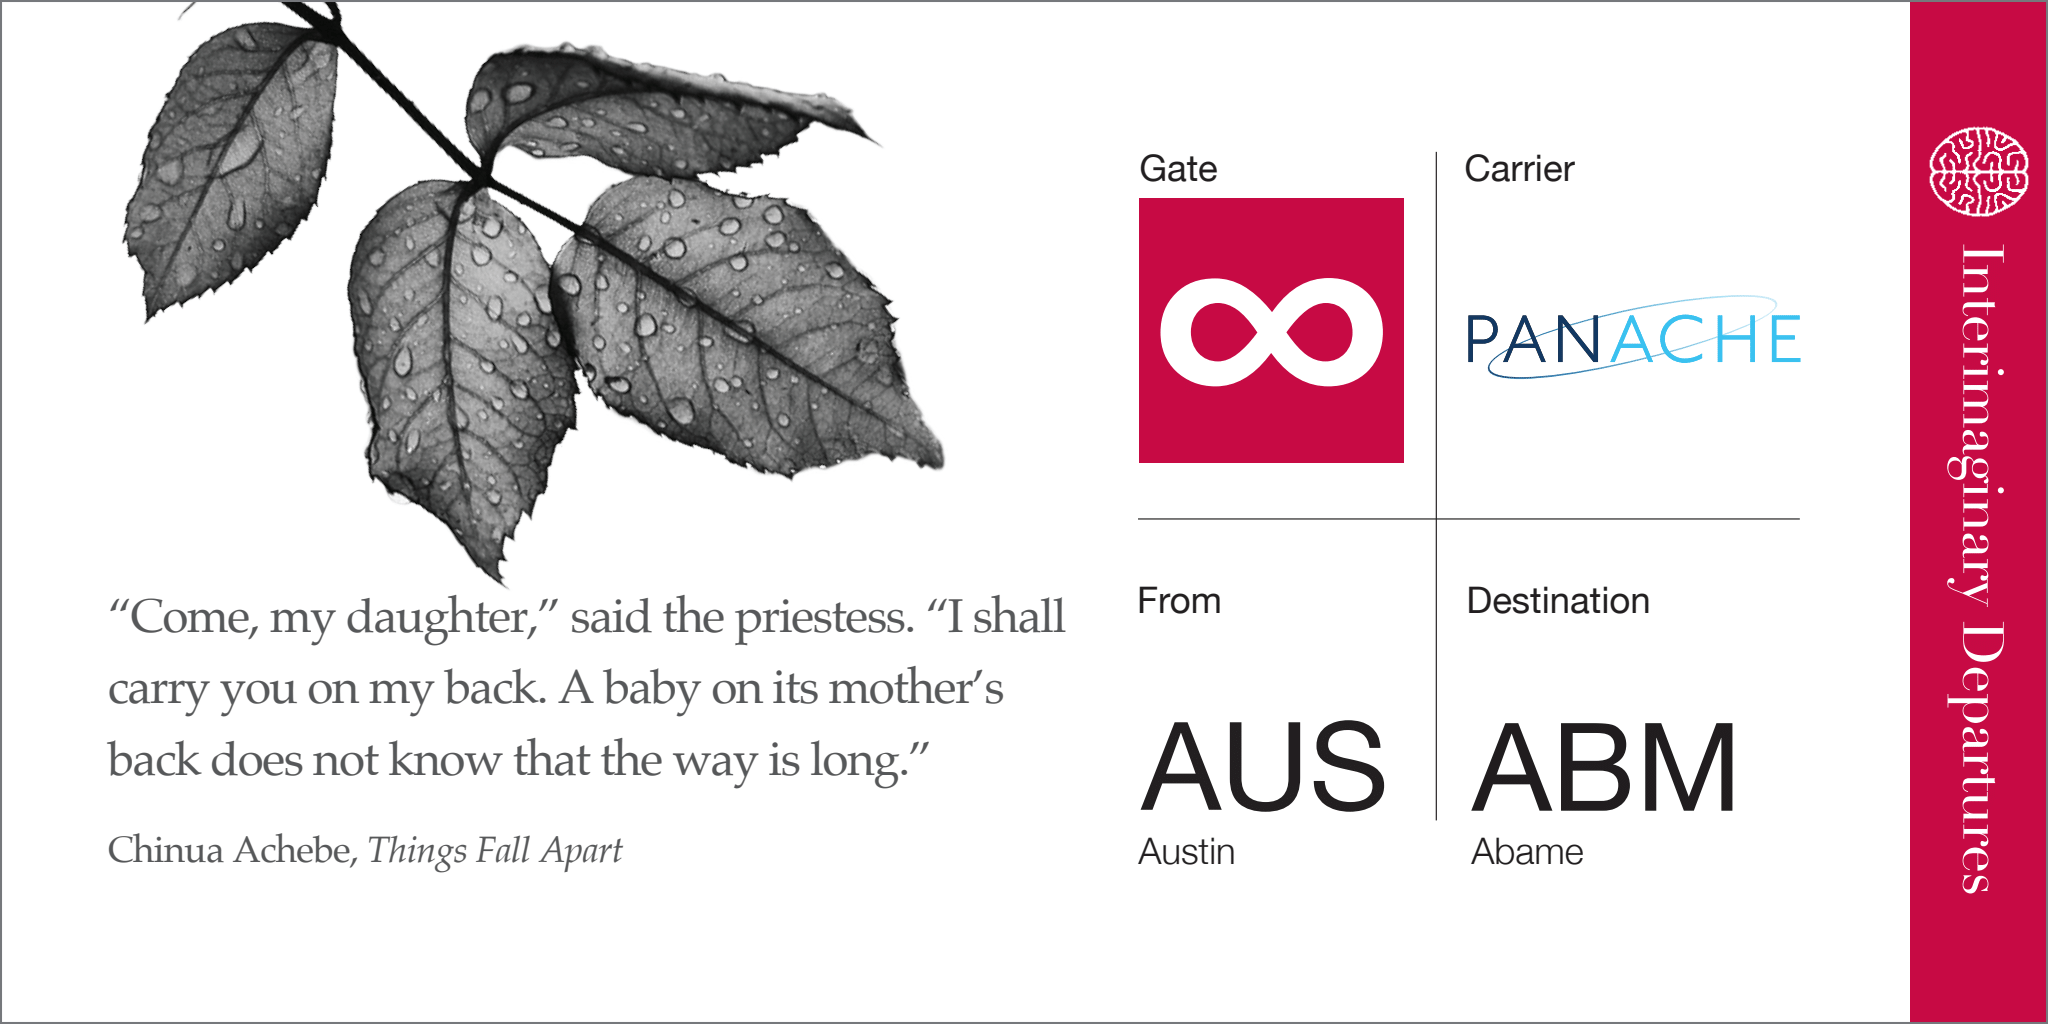 “Come, my daughter,” said the priestess. “I shall
carry you on my back. A baby on its mother’s
back does not know that the way is long.”
Chinua Achebe, Things Fall Apart
Gate
∞
Carrier
PANACHE
From
AUS
Austin
Destination
ABM
Abame
Interimaginary Departures